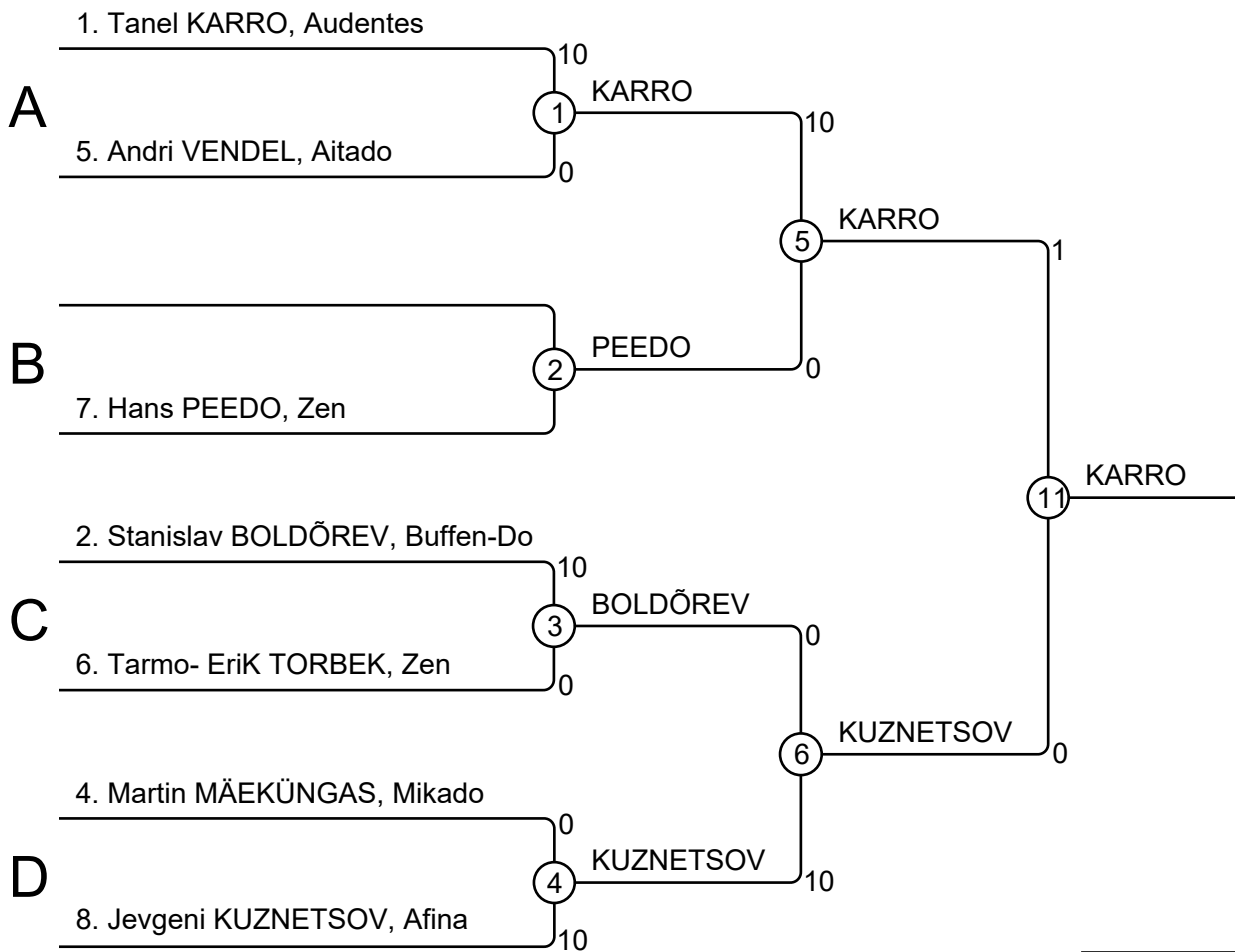 1. Tanel KARRO, Audentes
10
A
1
KARRO
5. Andri VENDEL, Aitado
0
10
5
KARRO
1
B
2
PEEDO
0
7. Hans PEEDO, Zen
11
KARRO
2. Stanislav BOLDÕREV, Buffen-Do
10
C
3
BOLDÕREV
0
6. Tarmo- EriK TORBEK, Zen
0
6
KUZNETSOV
0
4. Martin MÄEKÜNGAS, Mikado
0
D
4
KUZNETSOV
10
8. Jevgeni KUZNETSOV, Afina
10